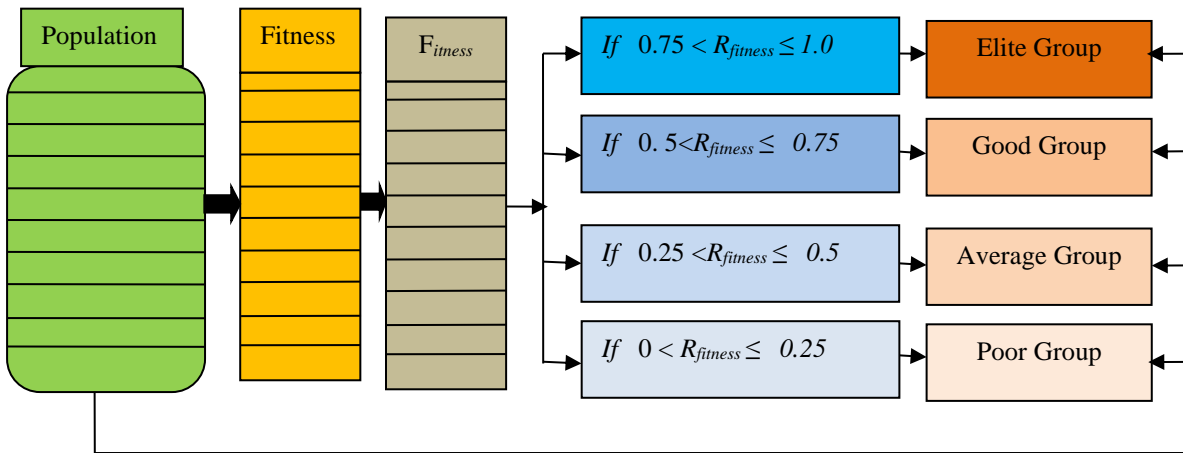 Population
Fitness
Fitness
If 0.75 < Rfitness ≤ 1.0
Elite Group
If 0. 5<Rfitness ≤ 0.75
Good Group
If 0.25 <Rfitness ≤ 0.5
Average Group
If 0 < Rfitness ≤ 0.25
Poor Group